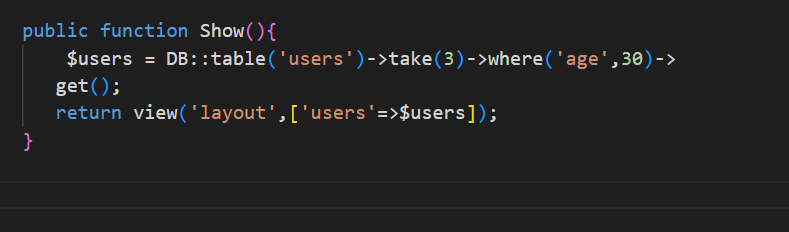 public function Show(){
$users = DB::table('users')->take(3)->where('age',30)->
get();
return view('layout',['users'=>$users]);
}